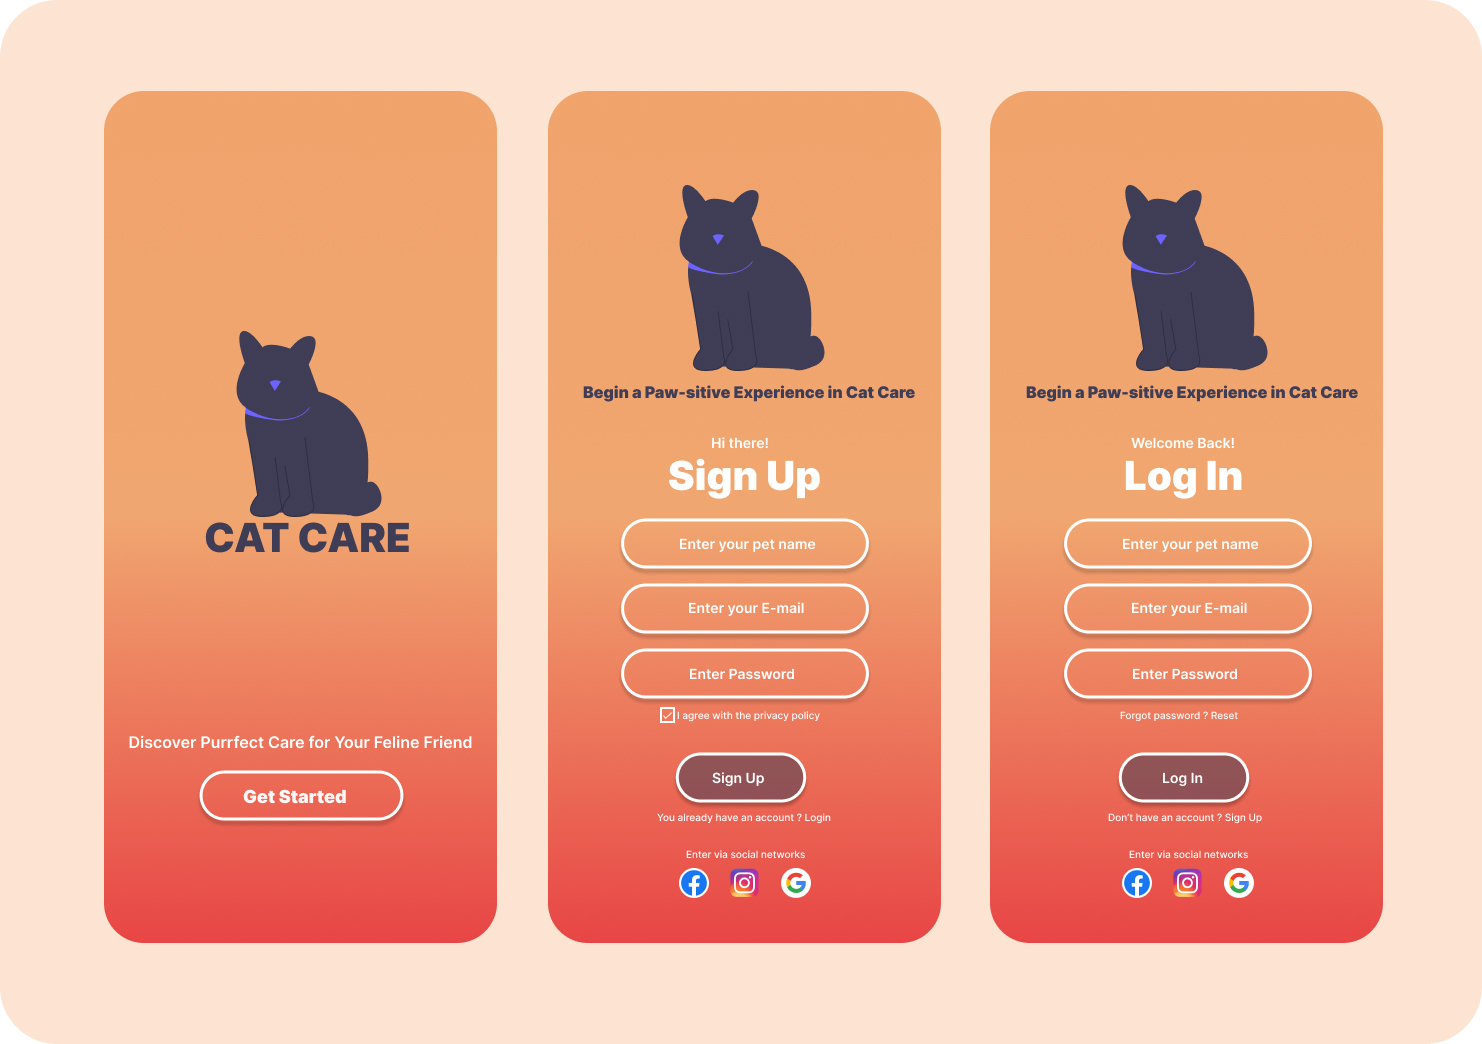 CAT CARE
Discover Purrfect Care for Your Feline Friend
Get Started
Begin a Paw-sitive Experience in Cat Care
Hi there!
Sign Up
Enter your pet name
Enter your E-mail
Enter Password
I agree with the privacy policy
Sign Up
You already have an account ? Login
Enter via social networks
Begin a Paw-sitive Experience in Cat Care
Welcome Back!
Log In
Enter your pet name
Enter your E-mail
Enter Password
Forgot password ? Reset
Log In
Don't have an account ? Sign Up
Enter via social networks